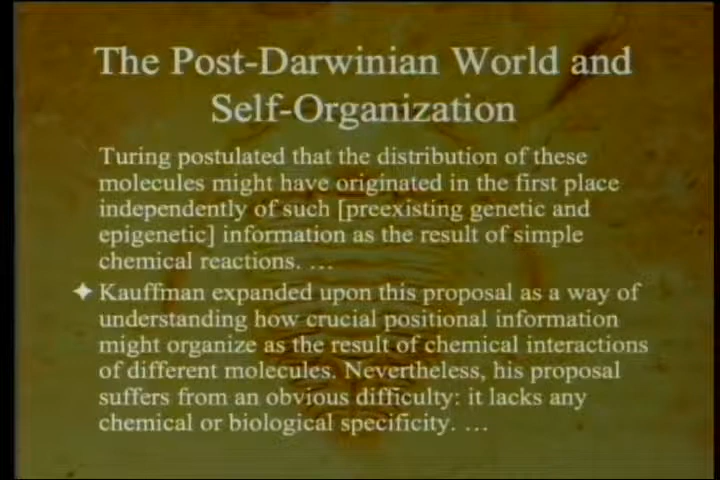 The Post-Darwinian World and
Self-Organization
Turing postulated that the distribution of these
molecules might have originated in the first place
independently of such [preexisting genetic and
epigenetic] information as the result of simple
chemical reactions. …
Kauffman expanded upon this proposal as a way of
understanding how crucial positional information
might organize as the result of chemical interactions
of different molecules. Nevertheless, his proposal
suffers from an obvious difficulty: it lacks any
chemical or biological specificity. …